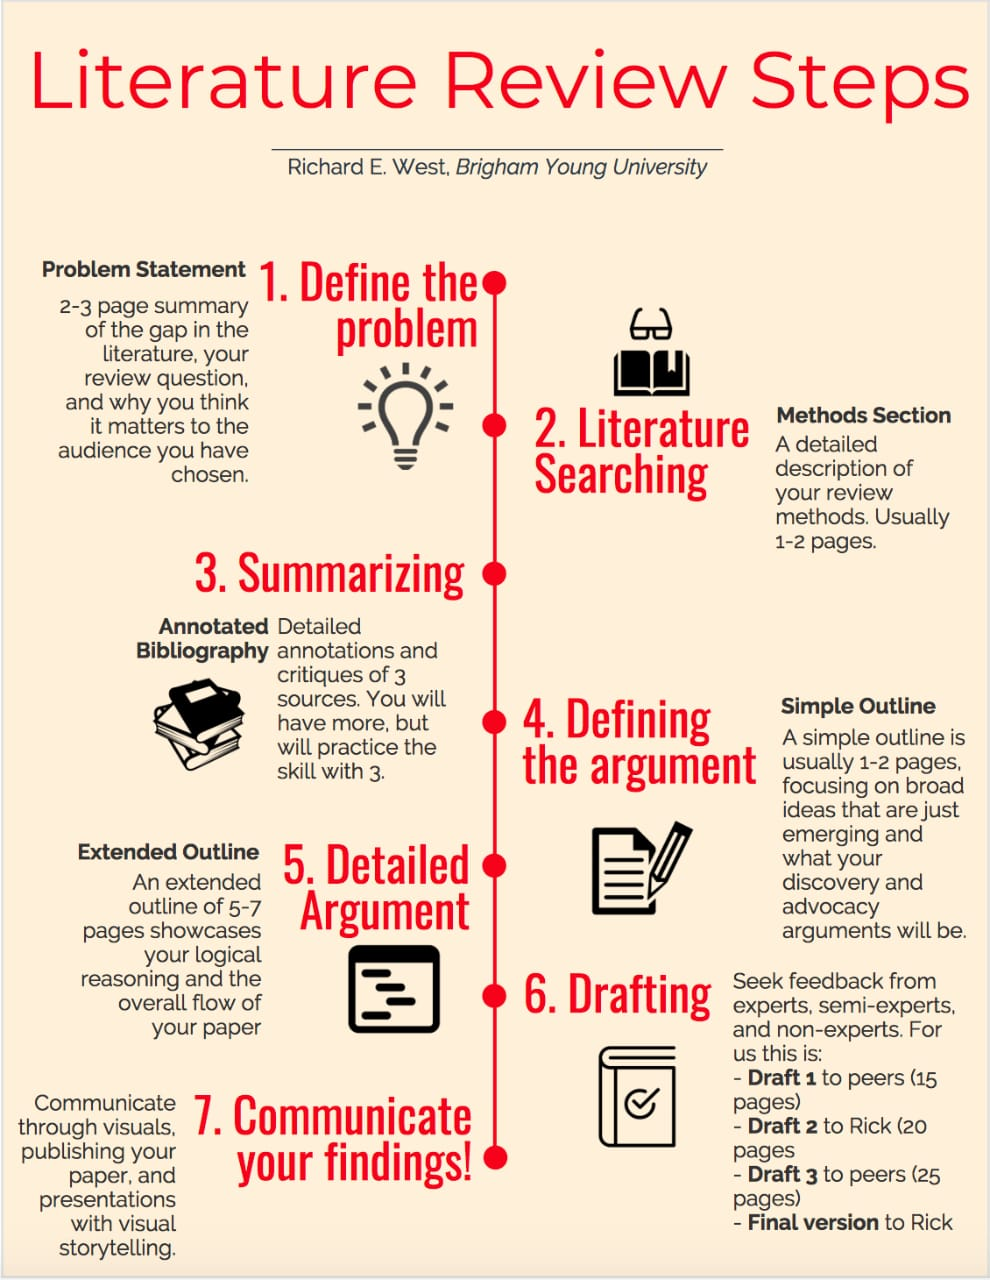 Literature Review Steps
Richard E. West, Brigham Young University
1. Define the
problem
Problem Statement
2-3 page summary
of the gap in the
literature, your
review question,
and why you think
it matters to the
audience you have
chosen.
2. Literature
Searching
Methods Section
A detailed
description of
your review
methods. Usually
1-2 pages.
3. Summarizing
Annotated
Bibliography
Detailed
annotations and
critiques of 3
sources. You will
have more, but
will practice the
skill with 3.
4. Defining
the argument
Simple Outline
A simple outline is
usually 1-2 pages,
focusing on broad
ideas that are just
emerging and
what your
discovery and
advocacy
arguments will be.
5. Detailed
Argument
Extended Outline
An extended
outline of 5-7
pages showcases
your logical
reasoning and the
overall flow of
your paper
6. Drafting
Seek feedback from
experts, semi-experts,
and non-experts. For
us this is:
- Draft 1 to peers (15
pages)
- Draft 2 to Rick (20
pages
- Draft 3 to peers (25
pages)
- Final version to Rick
7. Communicate
your findings!
Communicate
through visuals,
publishing your
paper, and
presentations
with visual
storytelling.